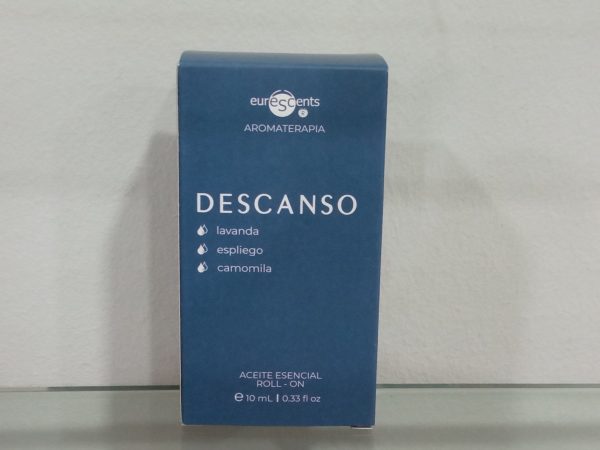 eurescents
AROMATERAPIA
DESCANSO
lavanda
espliego
camomila
ACEITE ESENCIAL
ROLL - ON
℮ 10 mL | 0.33 fl oz